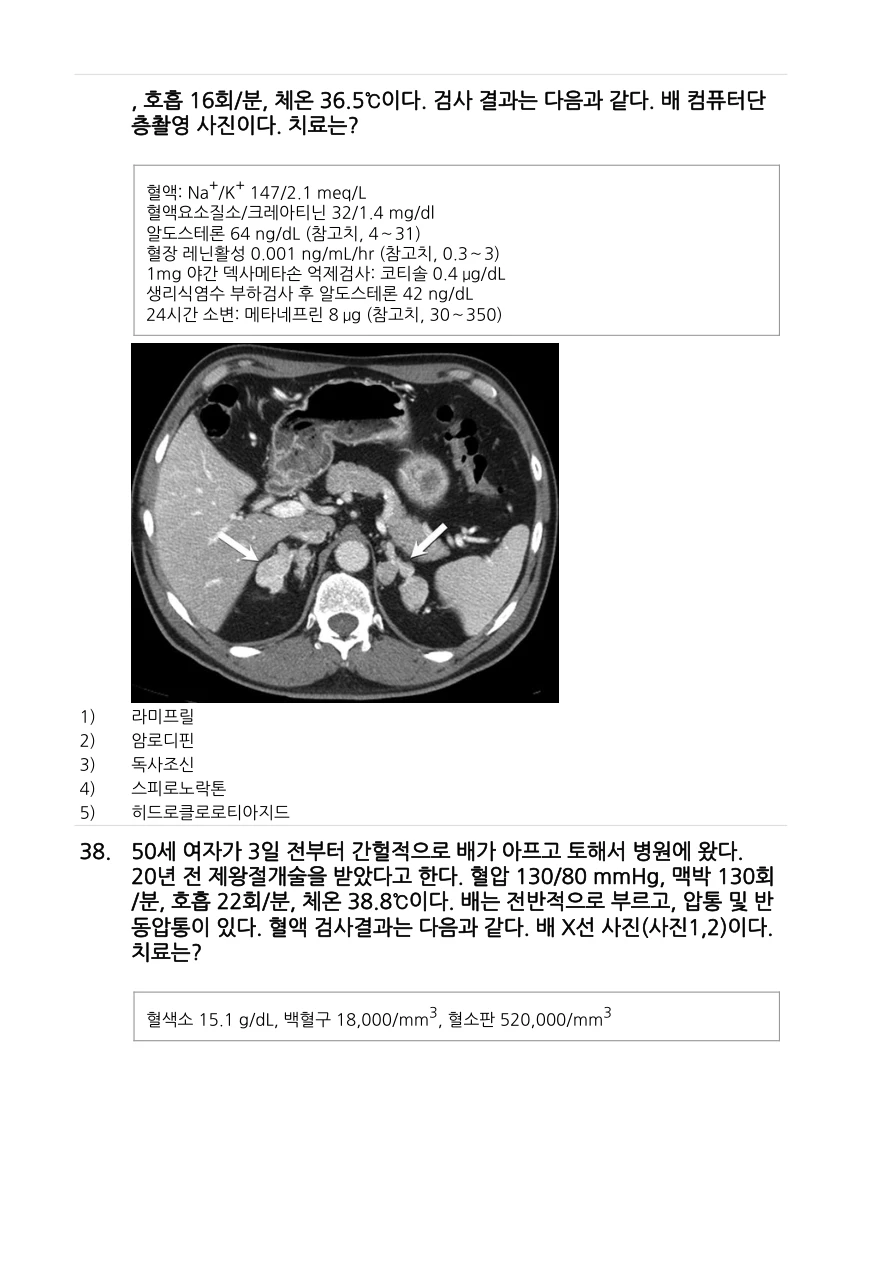 , 호흡 16회/분, 체온 36.5℃이다. 검사 결과는 다음과 같다. 배 컴퓨터단
층촬영 사진이다. 치료는?
혈액: Na+/K+ 147/2.1 meq/L
혈액요소질소/크레아티닌 32/1.4 mg/dl
알도스테론 64 ng/dL (참고치, 4~31)
혈장 레닌활성 0.001 ng/mL/hr (참고치, 0.3~3)
1mg 야간 덱사메타손 억제검사: 코티솔 0.4 µg/dL
생리식염수 부하검사 후 알도스테론 42 ng/dL
24시간 소변: 메타네프린 8 µg (참고치, 30~350)
1) 라미프릴
2) 암로디핀
3) 독사조신
4) 스피로노락톤
5) 히드로클로로티아지드
38. 50세 여자가 3일 전부터 간헐적으로 배가 아프고 토해서 병원에 왔다.
20년 전 제왕절개술을 받았다고 한다. 혈압 130/80 mmHg, 맥박 130회
/분, 호흡 22회/분, 체온 38.8℃이다. 배는 전반적으로 부르고, 압통 및 반
동압통이 있다. 혈액 검사결과는 다음과 같다. 배 X선 사진(사진1,2)이다.
치료는?
혈색소 15.1 g/dL, 백혈구 18,000/mm3, 혈소판 520,000/mm3